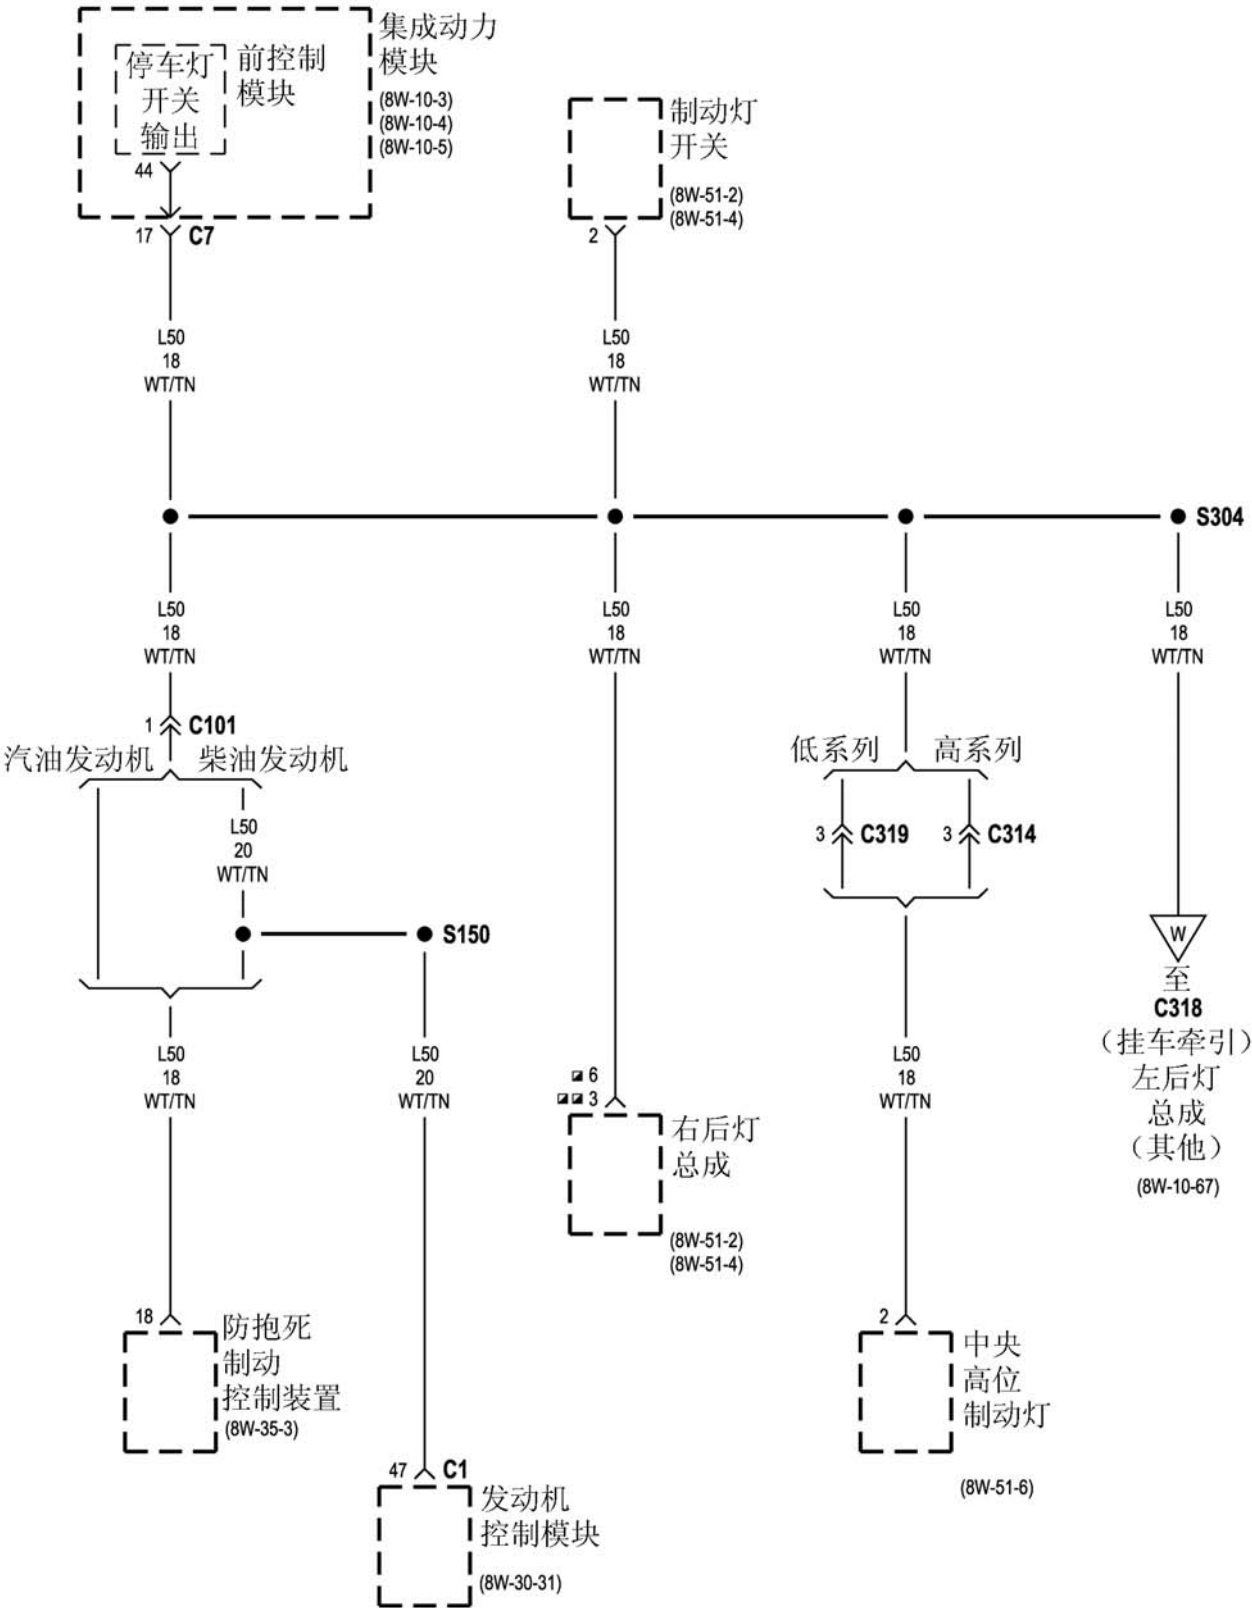 集成动力
模块
(8W-10-3)
(8W-10-4)
(8W-10-5)
前控制
模块
停车灯
开关
输出
44
17 C7
制动灯
开关
(8W-51-2)
(8W-51-4)
2
L50
18
WT/TN
L50
18
WT/TN
S304
L50
18
WT/TN
L50
18
WT/TN
L50
18
WT/TN
L50
18
WT/TN
1 C101
汽油发动机 柴油发动机
L50
20
WT/TN
S150
低系列 高系列
3 C319
3 C314
W
至
C318
（挂车牵引）
左后灯
总成
（其他）
(8W-10-67)
L50
18
WT/TN
L50
20
WT/TN
L50
18
WT/TN
6
3
右后灯
总成
(8W-51-2)
(8W-51-4)
18
防抱死
制动
控制装置
(8W-35-3)
2
中央
高位
制动灯
(8W-51-6)
47 C1
发动机
控制模块
(8W-30-31)